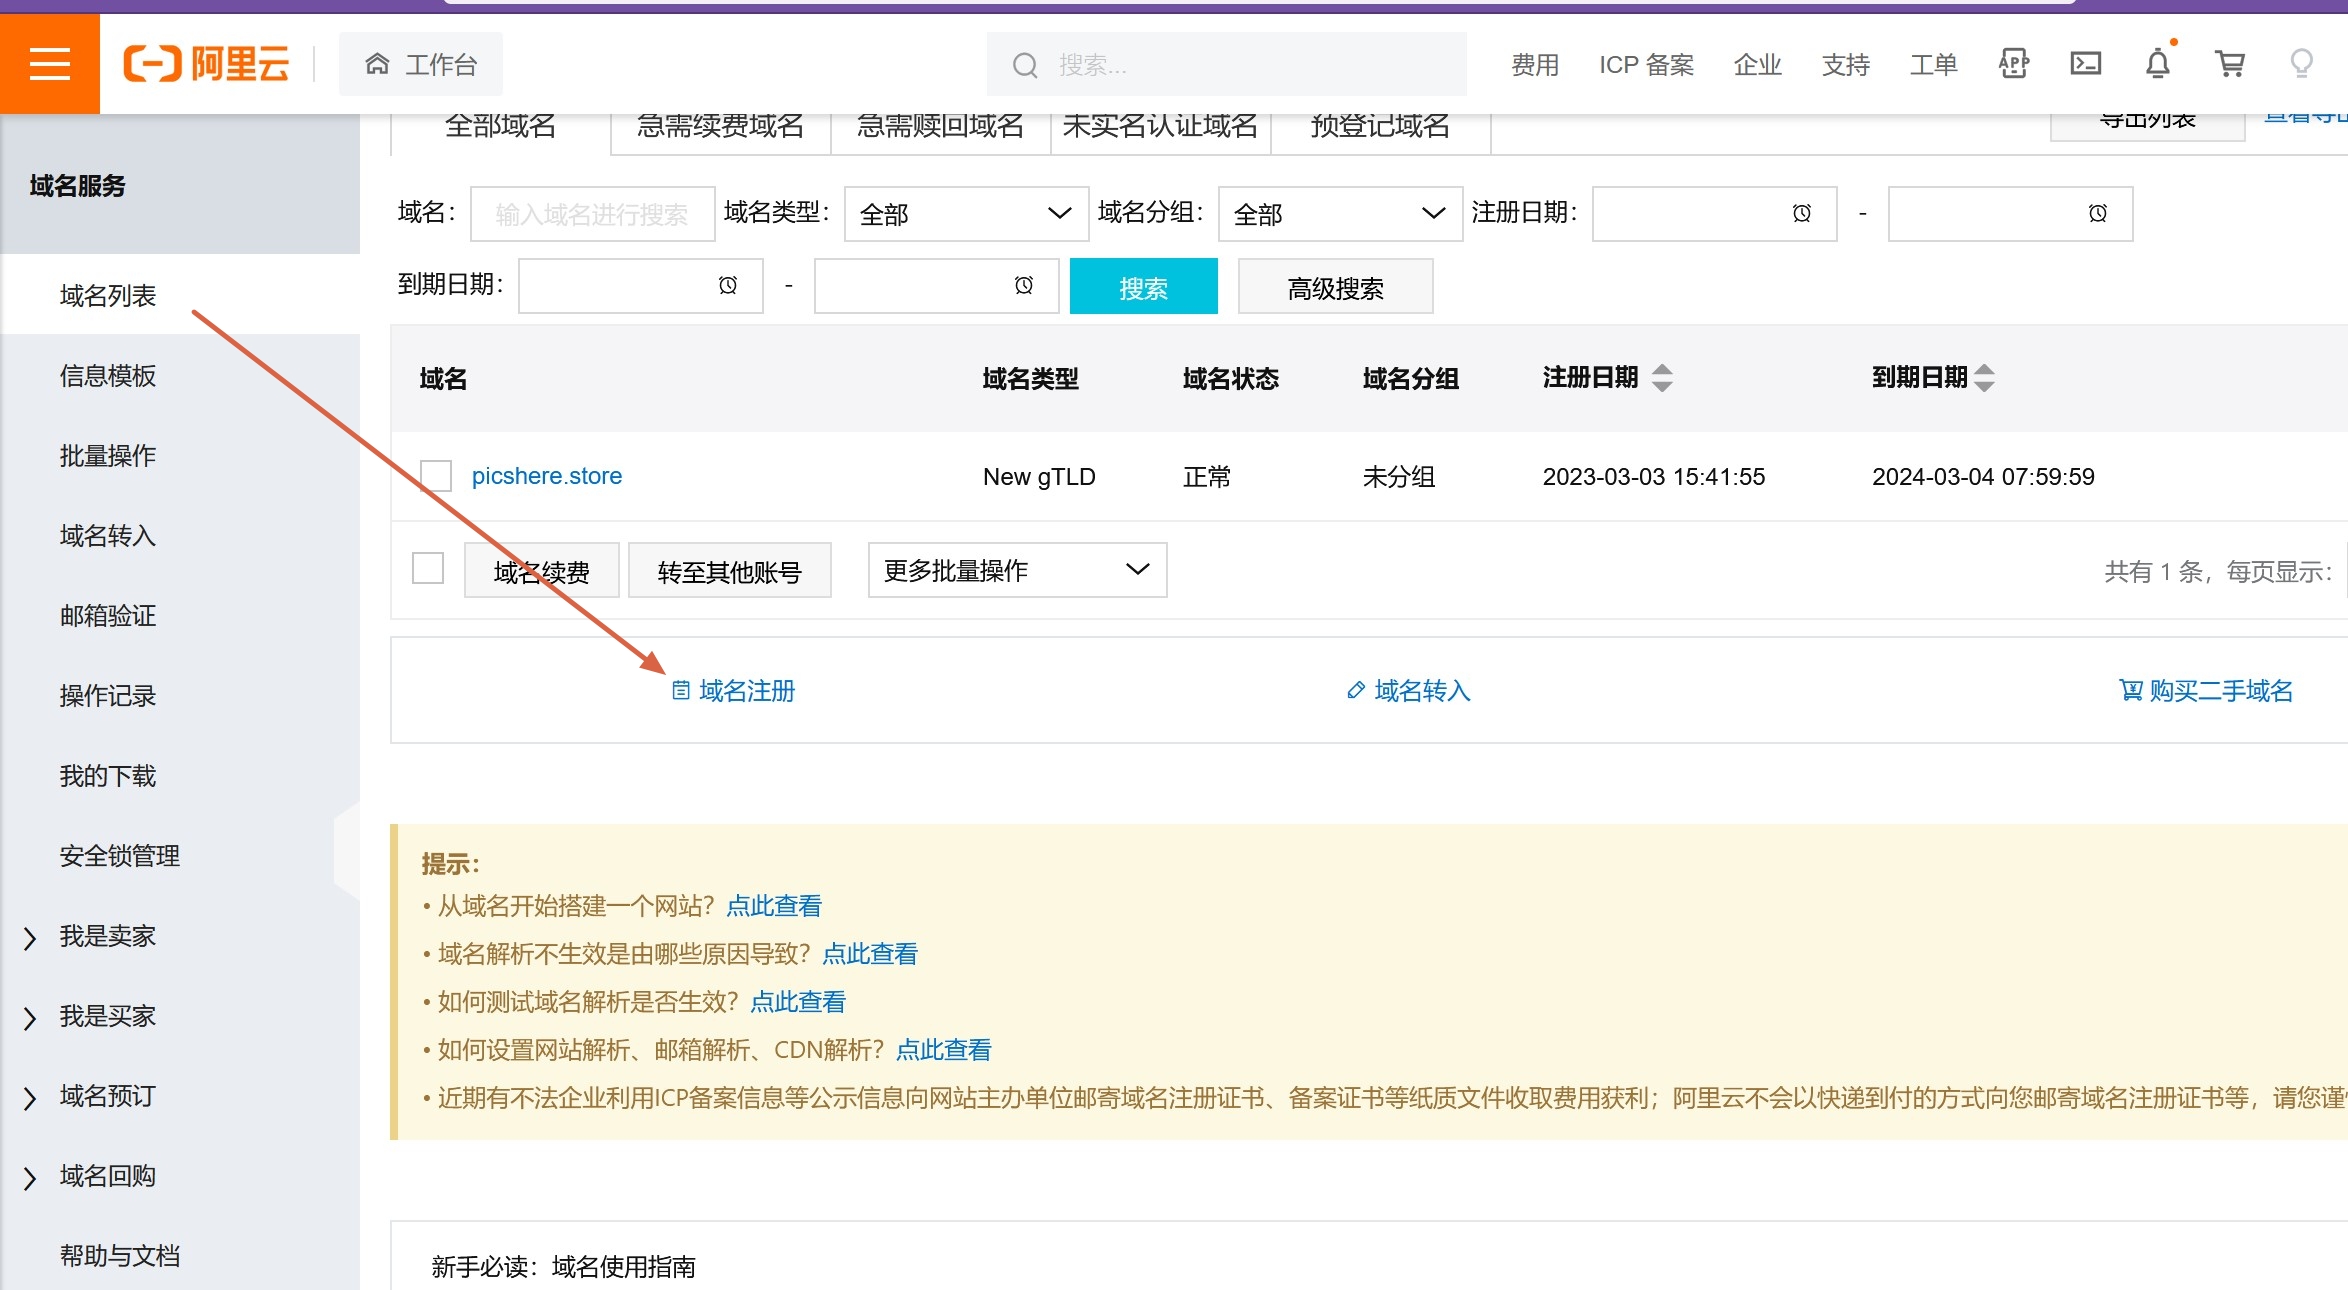 阿里云
工作台
搜索...
费用
ICP 备案
企业
支持
工单
APP
全部域名
急需续费域名
急需赎回域名
未实名认证域名
预登记域名
导出列表
域名服务
域名列表
信息模板
批量操作
域名转入
邮箱验证
操作记录
我的下载
安全锁管理
我是卖家
我是买家
域名预订
域名回购
帮助与文档
域名： 输入域名进行搜索 域名类型： 全部 域名分组： 全部 注册日期： -
到期日期： - 搜索 高级搜索
域名 域名类型 域名状态 域名分组 注册日期 到期日期
picshere.store New gTLD 正常 未分组 2023-03-03 15:41:55 2024-03-04 07:59:59
域名续费 转至其他账号 更多批量操作 共有 1 条，每页显示：
域名注册 域名转入 购买二手域名
提示：
• 从域名开始搭建一个网站？点此查看
• 域名解析不生效是由哪些原因导致？点此查看
• 如何测试域名解析是否生效？点此查看
• 如何设置网站解析、邮箱解析、CDN解析？点此查看
• 近期有不法企业利用ICP备案信息等公示信息向网站主办单位邮寄域名注册证书、备案证书等纸质文件收取费用获利；阿里云不会以快递到付的方式向您邮寄域名注册证书等，请您谨
新手必读：域名使用指南